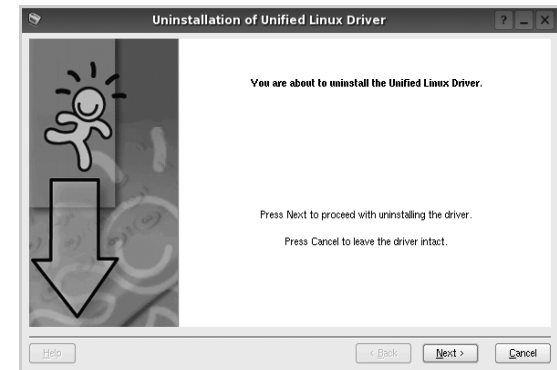 Uninstallation of Unified Linux Driver
You are about to uninstall the Unified Linux Driver.
Press Next to proceed with uninstalling the driver.
Press Cancel to leave the driver intact.
Help
< Back
Next >
Cancel